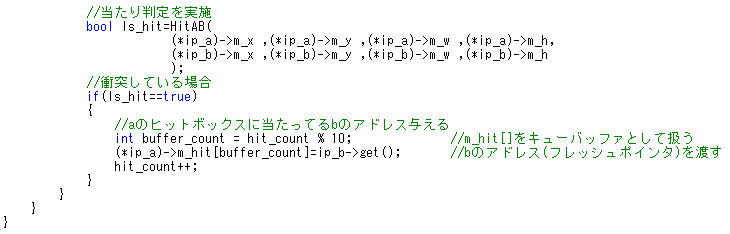 //当たり判定を実施
bool Is_hit=HitAB(
(*ip_a)->m_x ,(*ip_a)->m_y ,(*ip_a)->m_w ,(*ip_a)->m_h,
(*ip_b)->m_x ,(*ip_b)->m_y ,(*ip_b)->m_w ,(*ip_b)->m_h
);
//衝突している場合
if(Is_hit==true)
{
//aのヒットボックスに当たってるbのアドレス与える
int buffer_count = hit_count % 10; //m_hit[]をキューバッファとして扱う
(*ip_a)->m_hit[buffer_count]=ip_b->get(); //bのアドレス(フレッシュポインタ)を渡す
hit_count++;
}
}
}
}